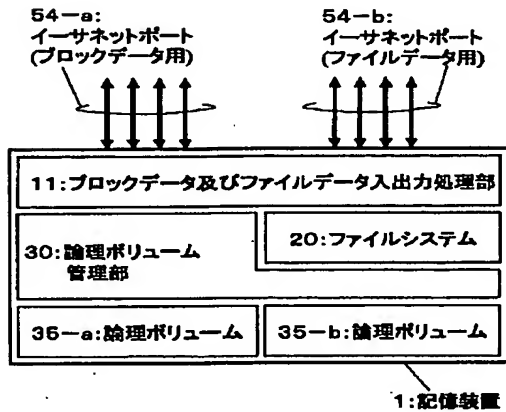 54-a:
イーサネットポート
(ブロックデータ用)
54-b:
イーサネットポート
(ファイルデータ用)
11:ブロックデータ及びファイルデータ入出力処理部
30:論理ボリューム
管理部
20:ファイルシステム
35-a:論理ボリューム
35-b:論理ボリューム
1:記憶装置